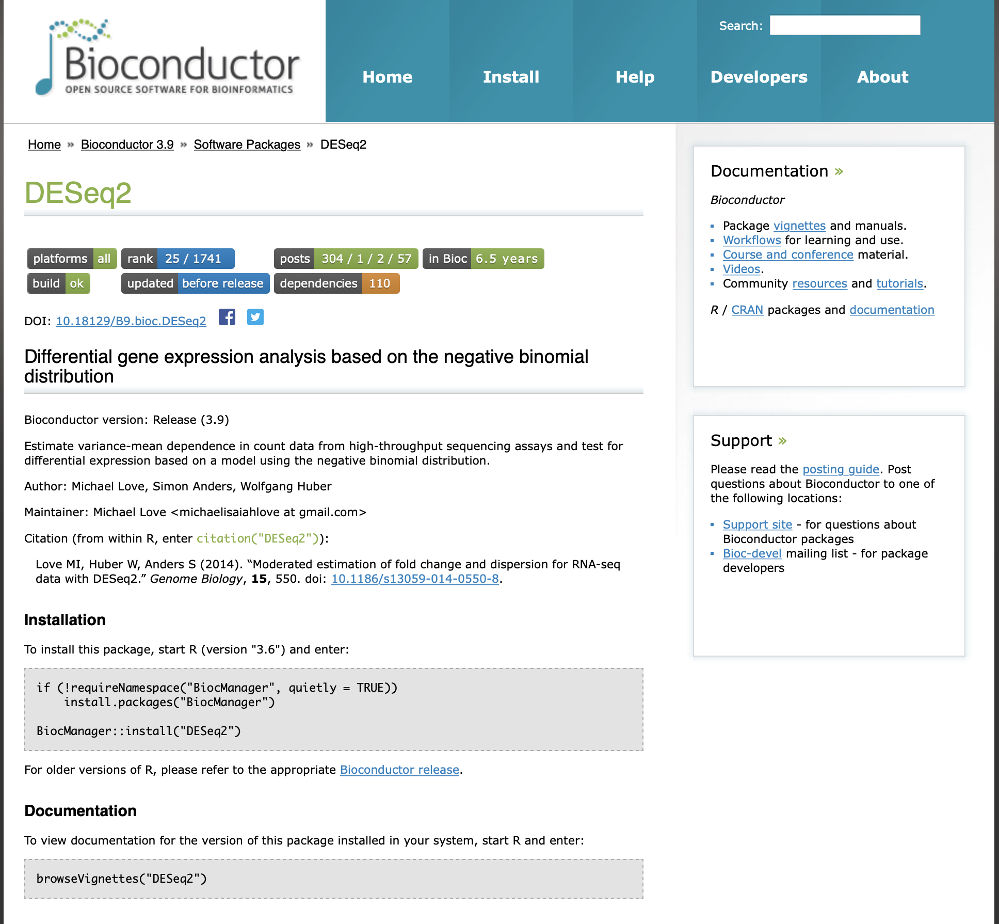 Bioconductor
OPEN SOURCE SOFTWARE FOR BIOINFORMATICS
Search:
Home Install Help Developers About
Home » Bioconductor 3.9 » Software Packages » DESeq2
DESeq2
platforms all rank 25 / 1741 posts 304 / 1 / 2 / 57 in Bioc 6.5 years
build ok updated before release dependencies 110
DOI: 10.18129/B9.bioc.DESeq2
Differential gene expression analysis based on the negative binomial
distribution
Bioconductor version: Release (3.9)
Estimate variance-mean dependence in count data from high-throughput sequencing assays and test for
differential expression based on a model using the negative binomial distribution.
Author: Michael Love, Simon Anders, Wolfgang Huber
Maintainer: Michael Love <michaelisaiahlove at gmail.com>
Citation (from within R, enter citation("DESeq2")):
Love MI, Huber W, Anders S (2014). “Moderated estimation of fold change and dispersion for RNA-seq
data with DESeq2.” Genome Biology, 15, 550. doi: 10.1186/s13059-014-0550-8.
Installation
To install this package, start R (version "3.6") and enter:
if (!requireNamespace("BiocManager", quietly = TRUE))
    install.packages("BiocManager")
BiocManager::install("DESeq2")
For older versions of R, please refer to the appropriate Bioconductor release.
Documentation
To view documentation for the version of this package installed in your system, start R and enter:
browseVignettes("DESeq2")
Documentation »
Bioconductor
Package vignettes and manuals.
Workflows for learning and use.
Course and conference material.
Videos.
Community resources and tutorials.
R / CRAN packages and documentation
Support »
Please read the posting guide. Post
questions about Bioconductor to one of
the following locations:
Support site - for questions about
Bioconductor packages
Bioc-devel mailing list - for package
developers